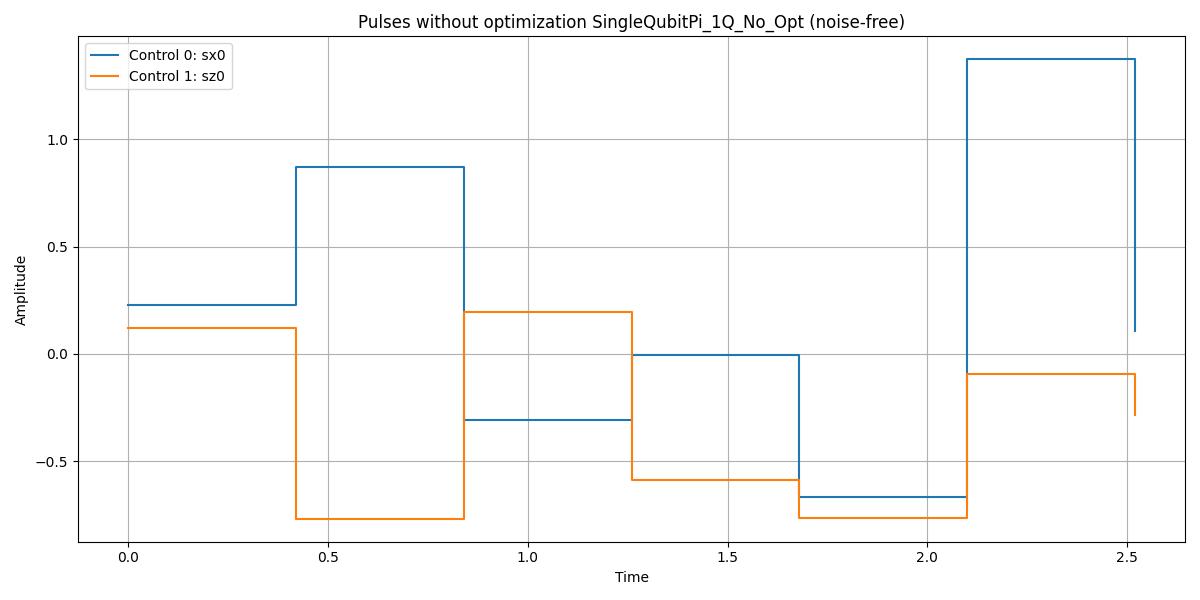 Pulses without optimization SingleQubitPi_1Q_No_Opt (noise-free)
Control 0: sx0
Control 1: sz0
Amplitude
1.0
0.5
0.0
−0.5
0.0 0.5 1.0 1.5 2.0 2.5
Time